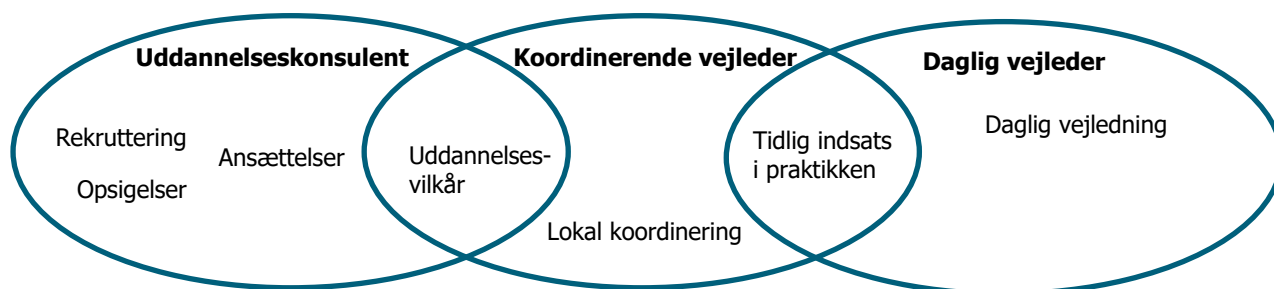 Uddannelseskonsulent
Koordinerende vejleder
Daglig vejleder
Rekruttering
Ansættelser
Opsigelser
Uddannelses-
vilkår
Lokal koordinering
Tidlig indsats
i praktikken
Daglig vejledning